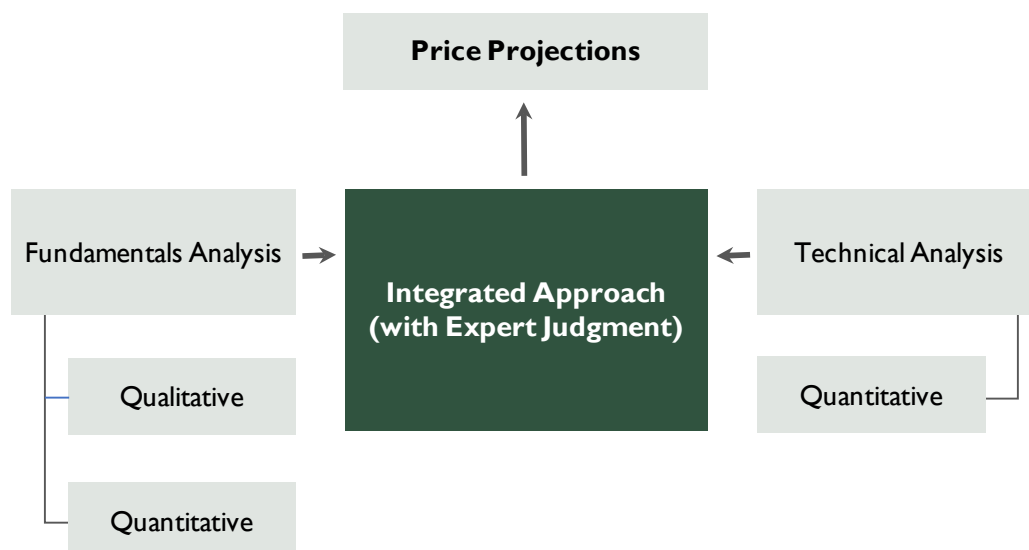 Price Projections
Fundamentals Analysis
Integrated Approach
(with Expert Judgment)
Technical Analysis
Qualitative
Quantitative
Quantitative